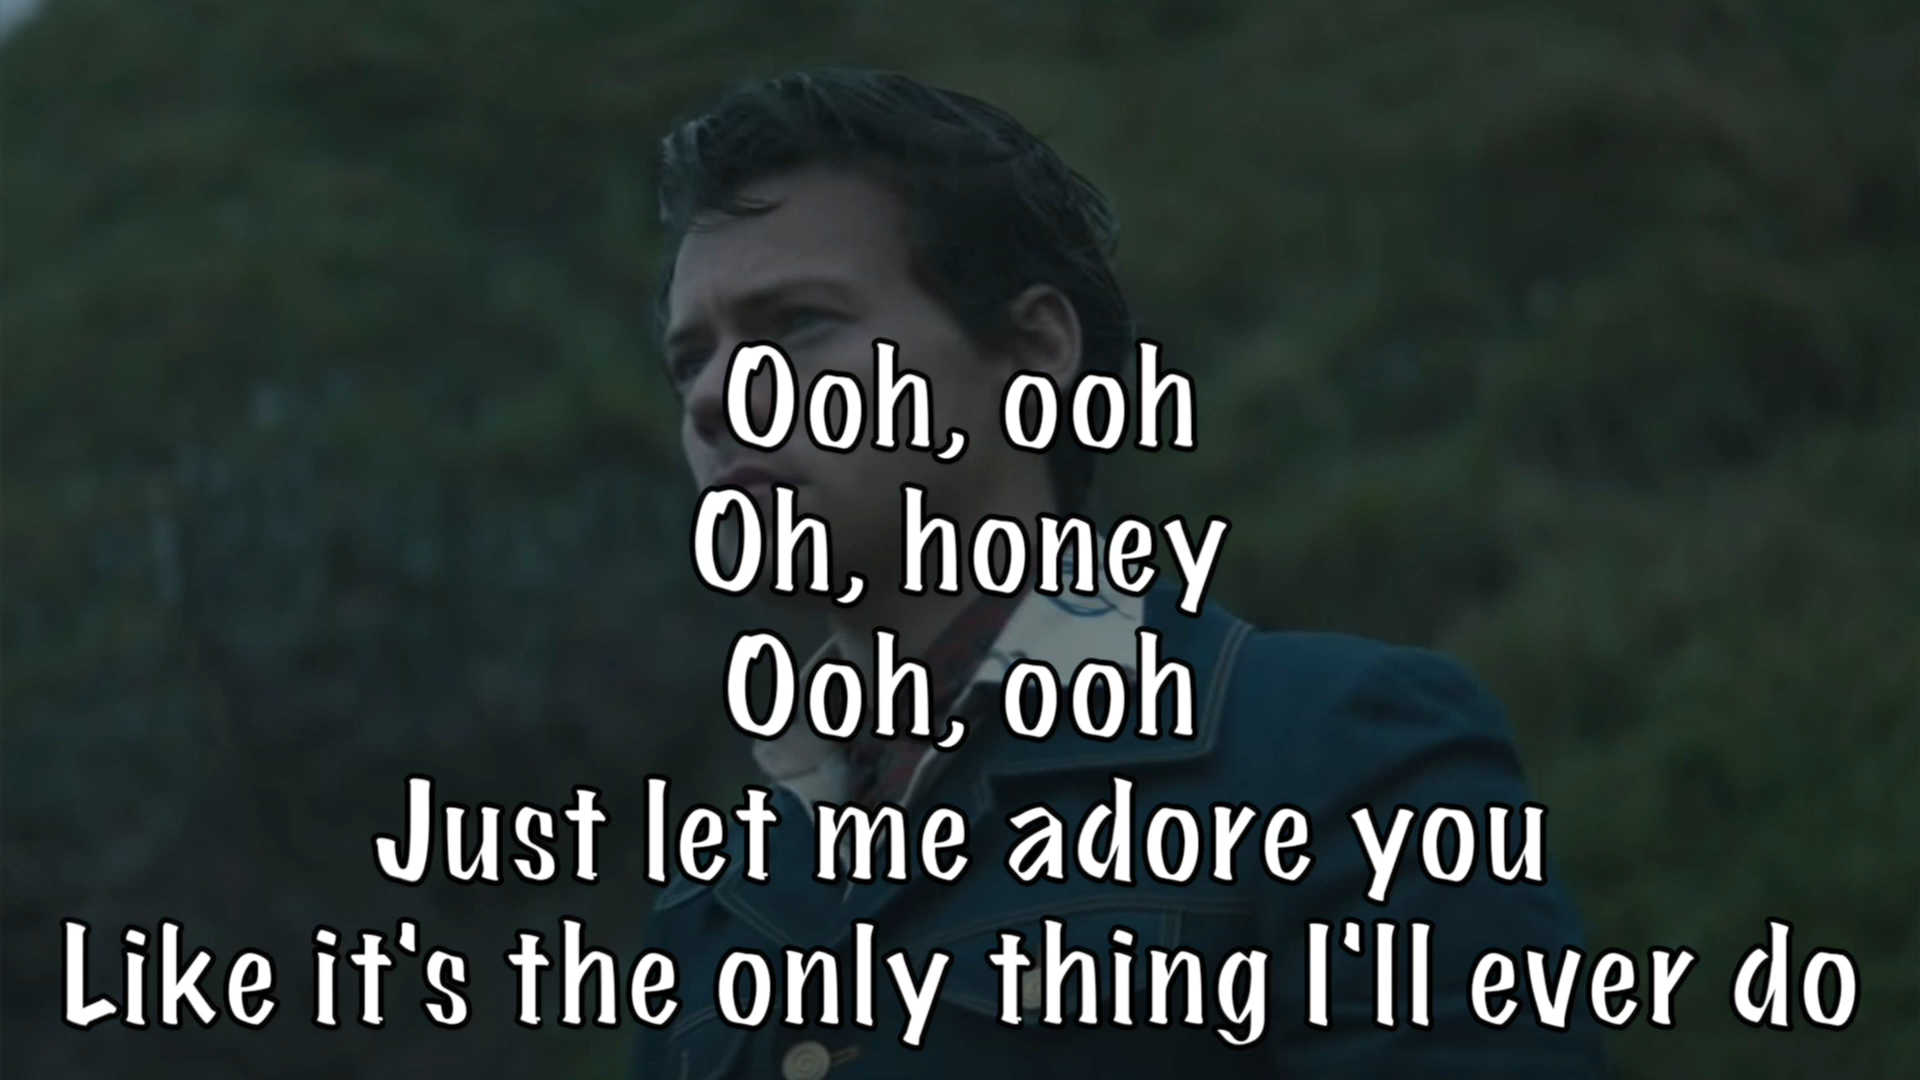 Ooh, ooh
Oh, honey
Ooh, ooh
Just let me adore you
Like it's the only thing I'll ever do